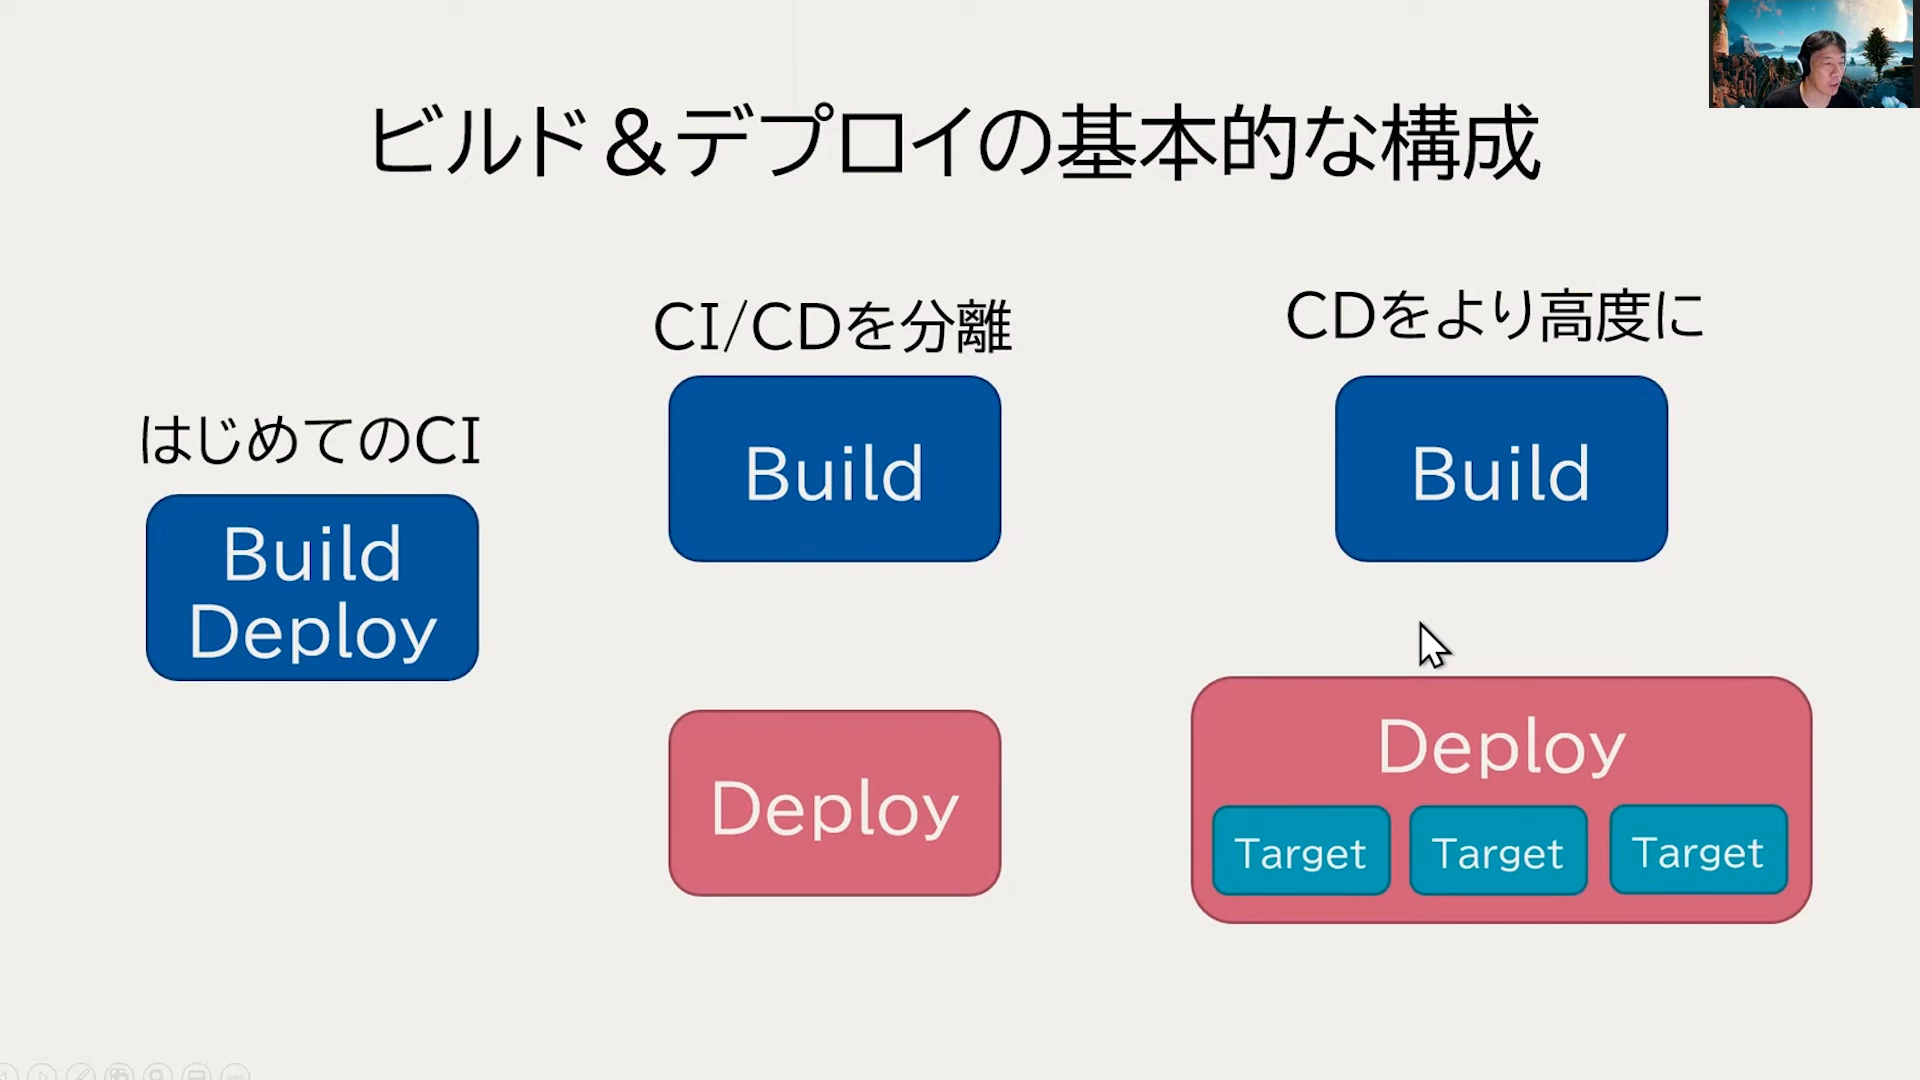 ビルド＆デプロイの基本的な構成
はじめてのCI
Build
Deploy
CI/CDを分離
Build
Deploy
CDをより高度に
Build
Deploy
Target
Target
Target